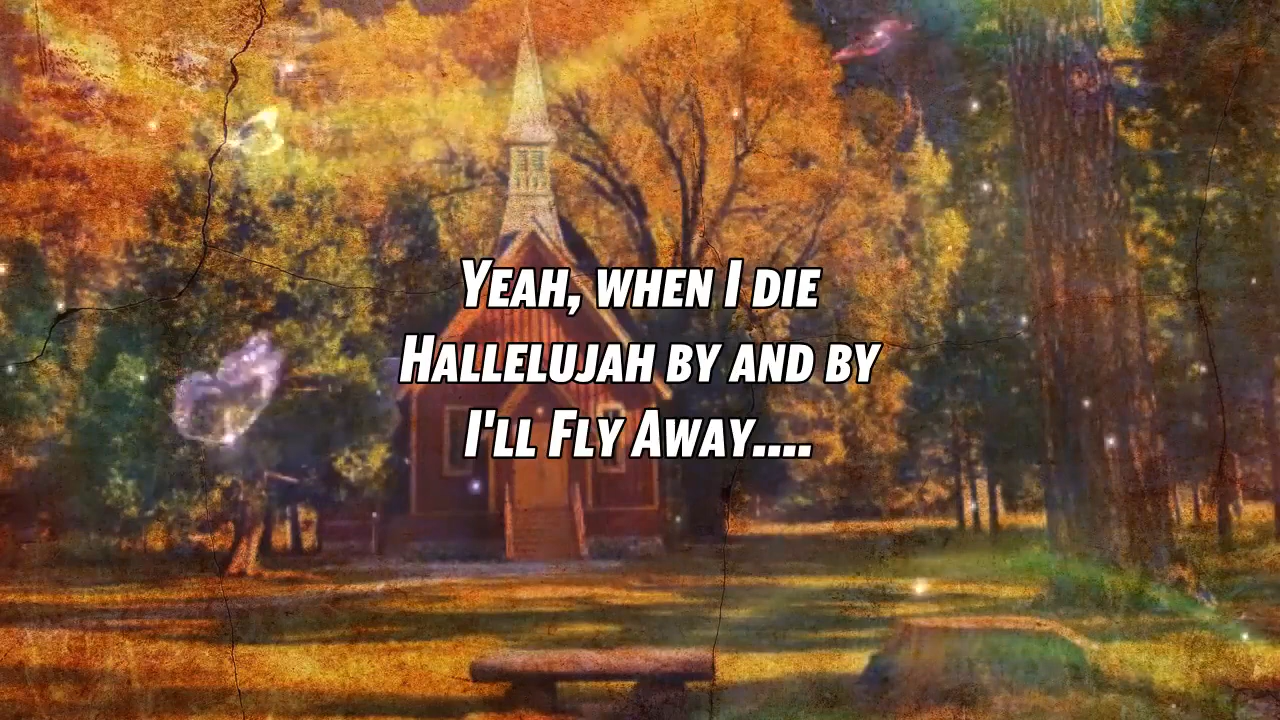 Yeah, when I die
Hallelujah by and by
I'll Fly Away....